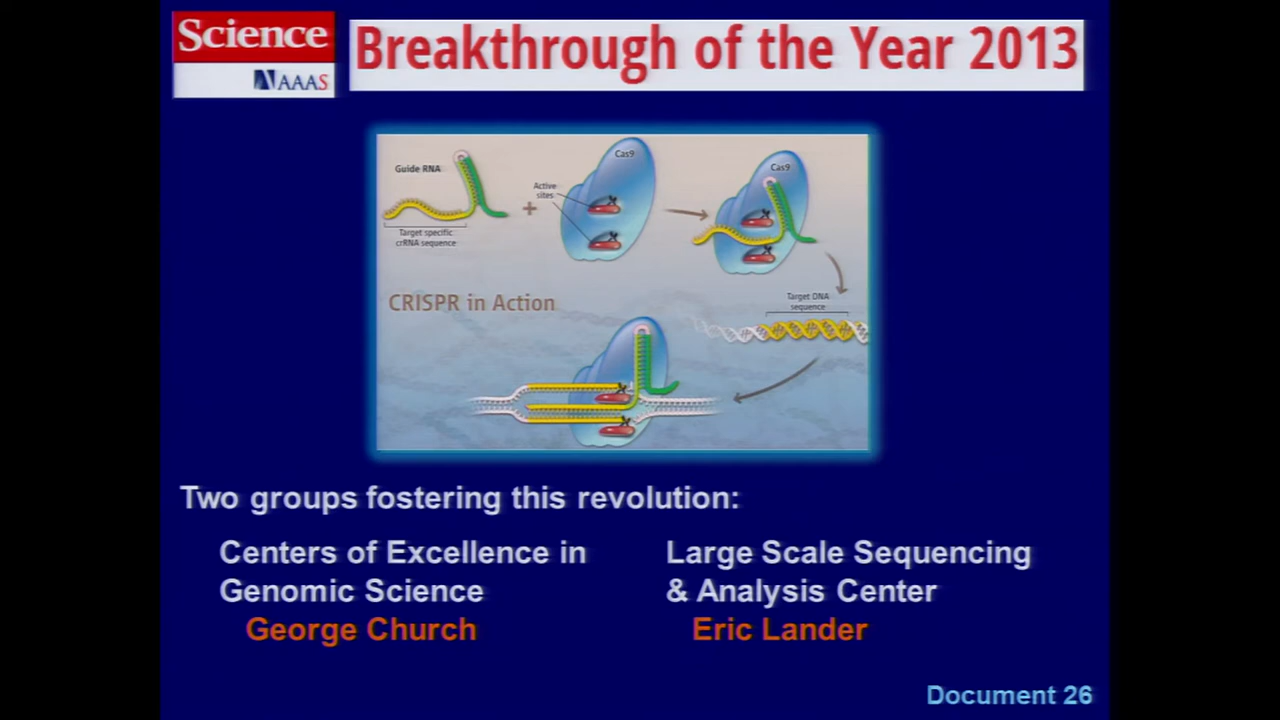 Science
AAAS
Breakthrough of the Year 2013
Guide RNA
Target specific
crRNA sequence
Active
sites
Cas9
Cas9
CRISPR in Action
Target DNA
sequence
Two groups fostering this revolution:
Centers of Excellence in
Genomic Science
George Church
Large Scale Sequencing
& Analysis Center
Eric Lander
Document 26